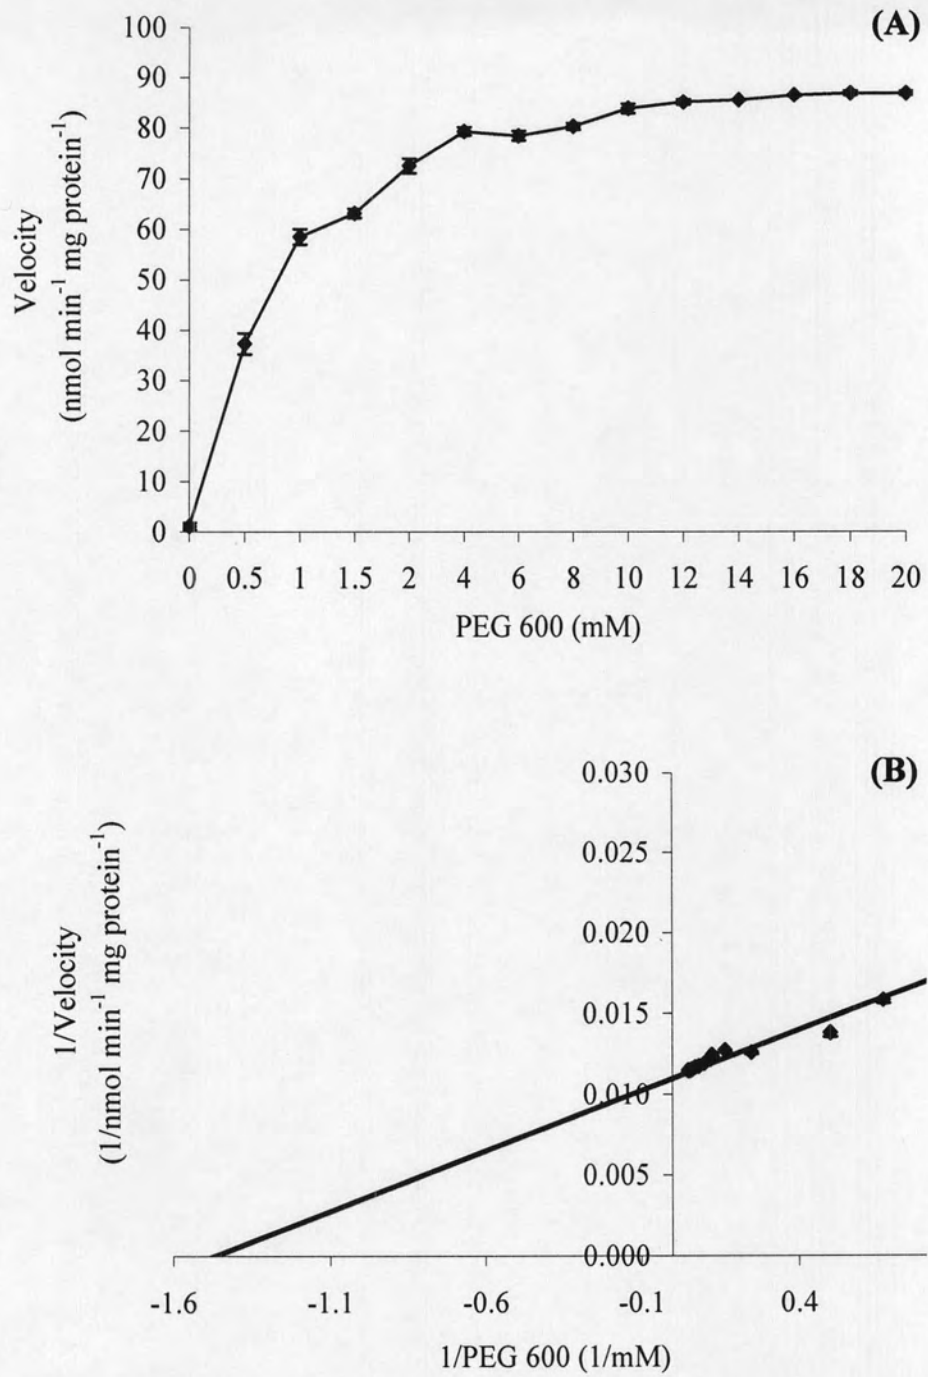 (A)
100
90
80
70
60
50
40
30
20
10
0
Velocity
(nmol min⁻¹ mg protein⁻¹)
0 0.5 1 1.5 2 4 6 8 10 12 14 16 18 20
PEG 600 (mM)
(B)
0.030
0.025
0.020
0.015
0.010
0.005
0.000
1/Velocity
(1/nmol min⁻¹ mg protein⁻¹)
-1.6 -1.1 -0.6 -0.1 0.4
1/PEG 600 (1/mM)